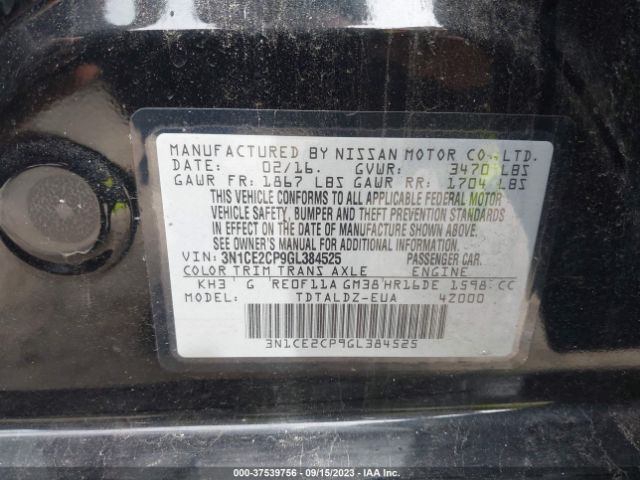 MANUFACTURED BY NISSAN MOTOR CO., LTD.
DATE: 02/16. GVWR: 3470 LBS
GAWR FR: 1867 LBS GAWR RR: 1704 LBS
THIS VEHICLE CONFORMS TO ALL APPLICABLE FEDERAL MOTOR
VEHICLE SAFETY, BUMPER AND THEFT PREVENTION STANDARDS
IN EFFECT ON THE DATE OF MANUFACTURE SHOWN ABOVE.
SEE OWNER'S MANUAL FOR ADDITIONAL INFORMATION.
VIN: 3N1CE2CP9GL384525 PASSENGER CAR.
COLOR TRIM TRANS AXLE ENGINE
KH3 G RE0F11A GM38 HR16DE 1598 CC
MODEL: TDTALDZ-EUA 42000
3N1CE2CP9GL384525
000-37539756 - 09/15/2023 - IAA Inc.